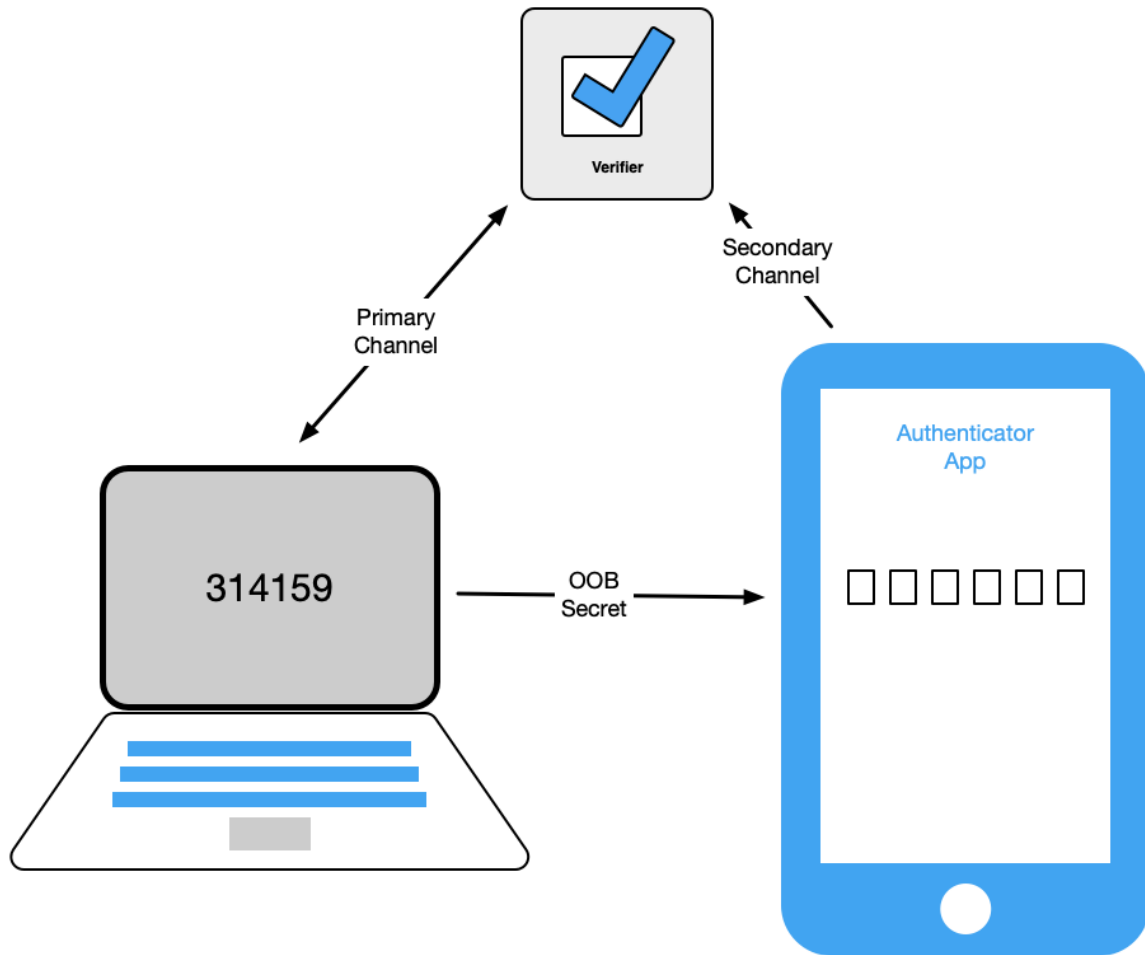 Verifier
Secondary
Channel
Primary
Channel
Authenticator
App
314159
OOB
Secret